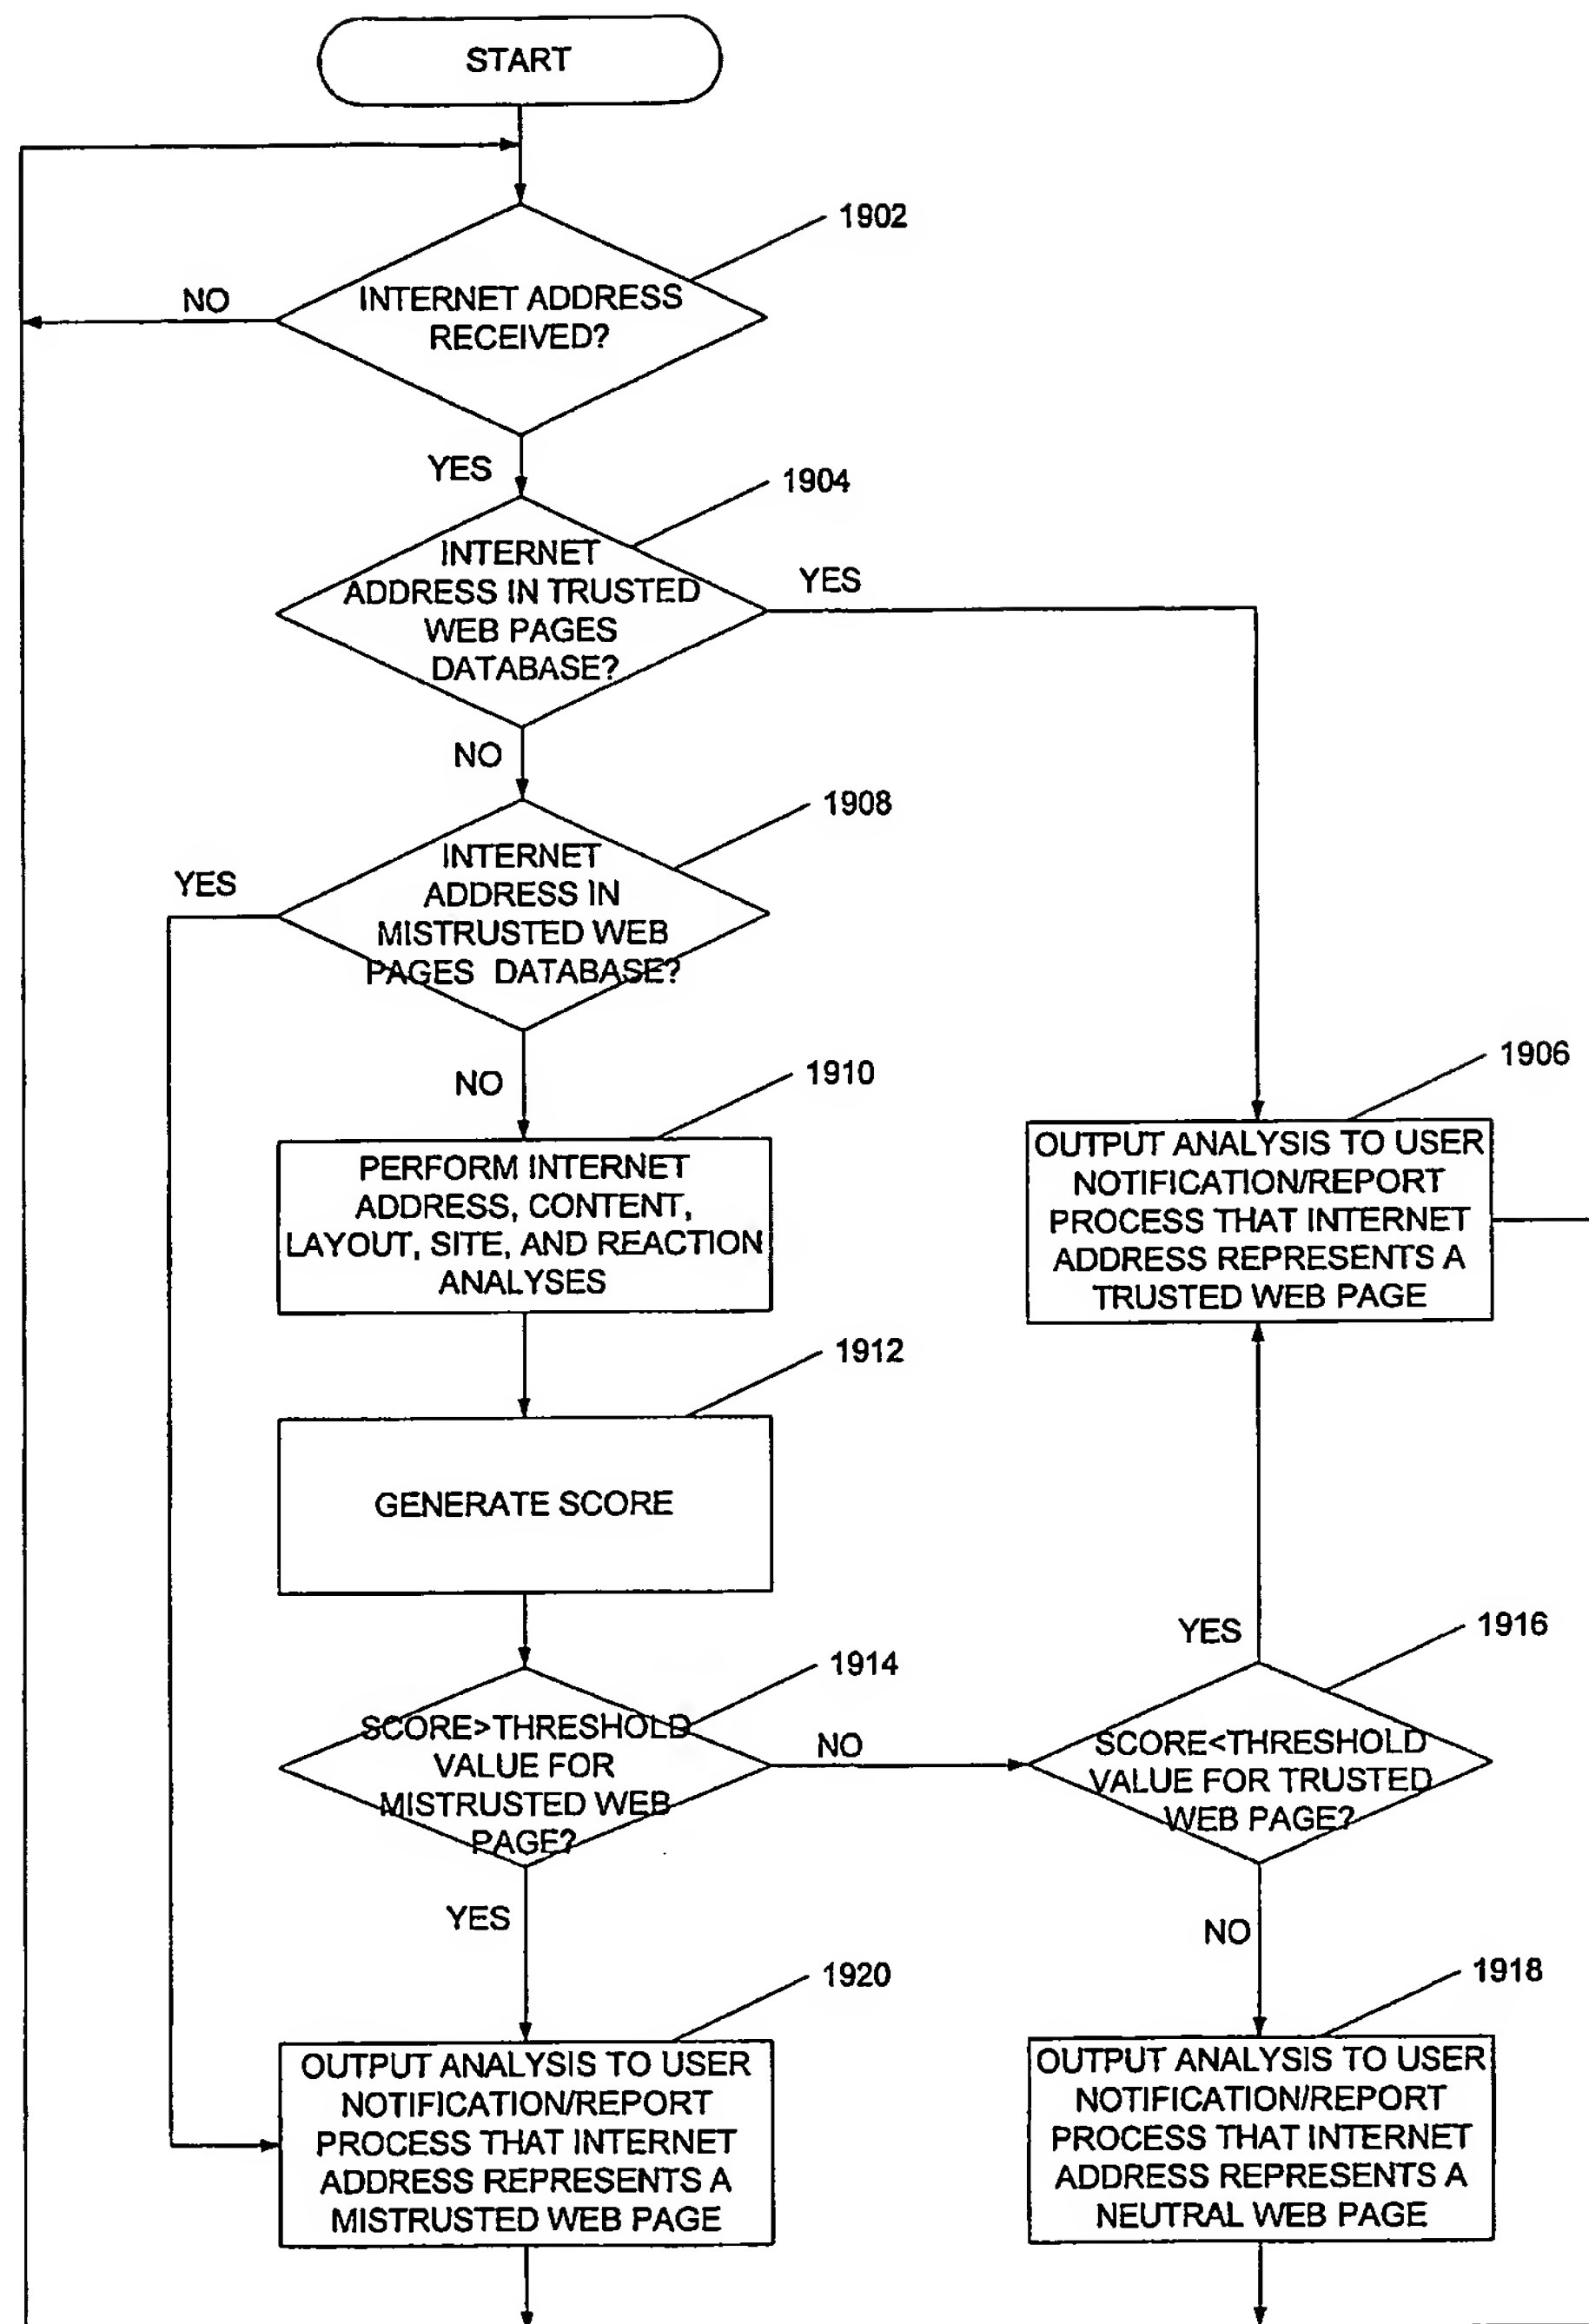 START
1902
INTERNET ADDRESS
RECEIVED?
NO
YES
1904
INTERNET
ADDRESS IN TRUSTED
WEB PAGES
DATABASE?
YES
NO
1908
INTERNET
ADDRESS IN
MISTRUSTED WEB
PAGES DATABASE?
YES
NO
1910
PERFORM INTERNET
ADDRESS, CONTENT,
LAYOUT, SITE, AND REACTION
ANALYSES
1906
OUTPUT ANALYSIS TO USER
NOTIFICATION/REPORT
PROCESS THAT INTERNET
ADDRESS REPRESENTS A
TRUSTED WEB PAGE
1912
GENERATE SCORE
1914
SCORE>THRESHOLD
VALUE FOR
MISTRUSTED WEB
PAGE?
NO
YES
1916
SCORE<THRESHOLD
VALUE FOR TRUSTED
WEB PAGE?
YES
NO
1920
OUTPUT ANALYSIS TO USER
NOTIFICATION/REPORT
PROCESS THAT INTERNET
ADDRESS REPRESENTS A
MISTRUSTED WEB PAGE
1918
OUTPUT ANALYSIS TO USER
NOTIFICATION/REPORT
PROCESS THAT INTERNET
ADDRESS REPRESENTS A
NEUTRAL WEB PAGE